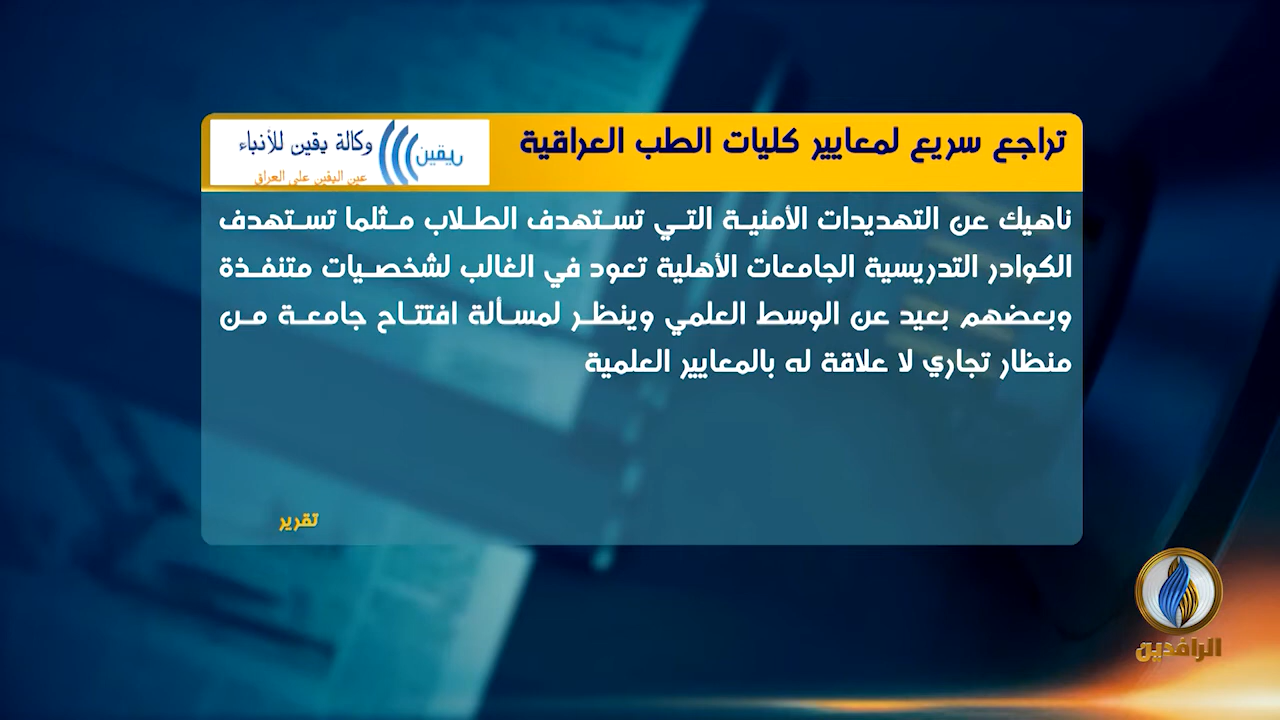 تراجع سريع لمعايير كليات الطب العراقية
يقين
وكالة يقين للأنباء
عين اليقين على العراق
ناهيك عن التهديدات الأمنية التي تستهدف الطلاب مثلما تستهدف
الكوادر التدريسية الجامعات الأهلية تعود في الغالب لشخصيات متنفذة
وبعضهم بعيد عن الوسط العلمي وينظر لمسألة افتتاح جامعة من
منظار تجاري لا علاقة له بالمعايير العلمية
تقرير
الرافدين